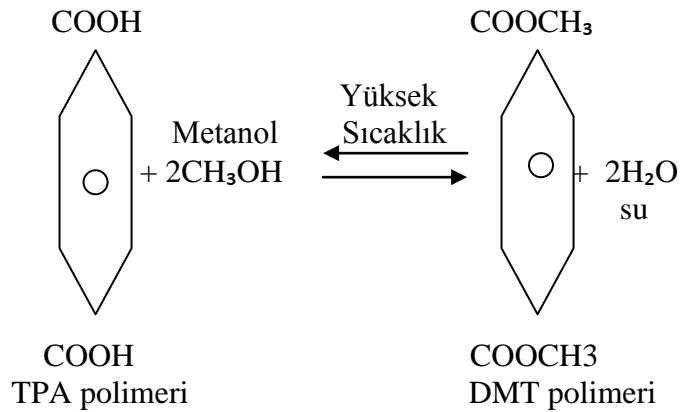 COOH COOCH₃
Yüksek
Metanol Sıcaklık
+ 2CH₃OH + 2H₂O
su
COOH COOCH3
TPA polimeri DMT polimeri